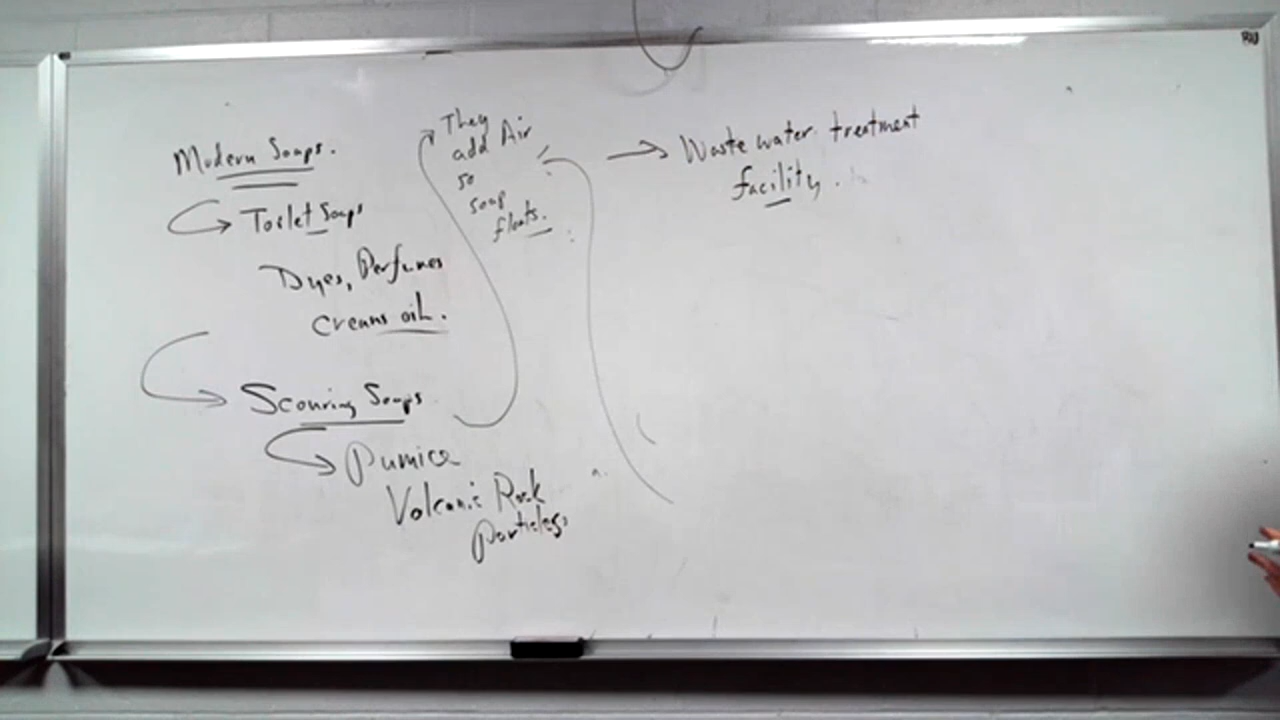 Modern Soaps.
Toilet Soaps
Dyes, Perfumes
Creams oil.
Scouring Soaps
Pumice
Volcanic Rock
particles
They
add Air
so
soap
floats.
Waste water treatment
facility.